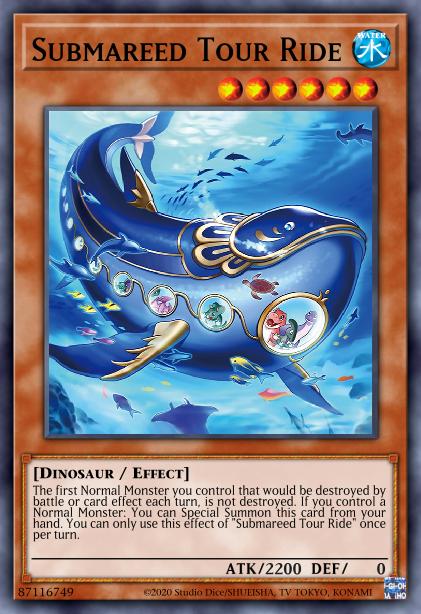 SUBMAREED TOUR RIDE
WATER
水
[DINOSAUR / EFFECT]
The first Normal Monster you control that would be destroyed by
battle or card effect each turn, is not destroyed. If you control a
Normal Monster: You can Special Summon this card from your
hand. You can only use this effect of "Submareed Tour Ride" once
per turn.
ATK/2200 DEF/ 0
87116749
©2020 Studio Dice/SHUEISHA, TV TOKYO, KONAMI